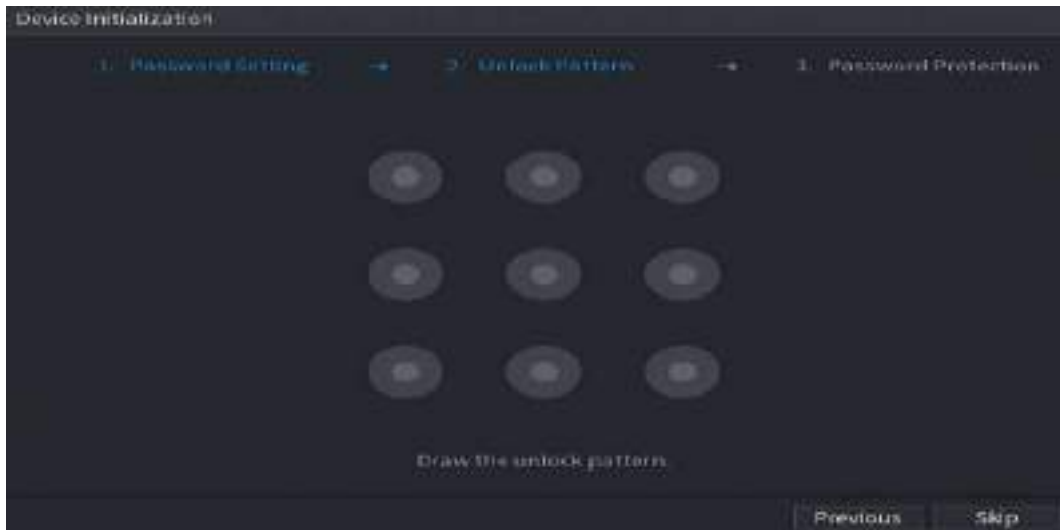 Device Initialization
1. Password Setting → 2. Unlock Pattern → 3. Password Protection
Draw the unlock pattern.
Previous Skip